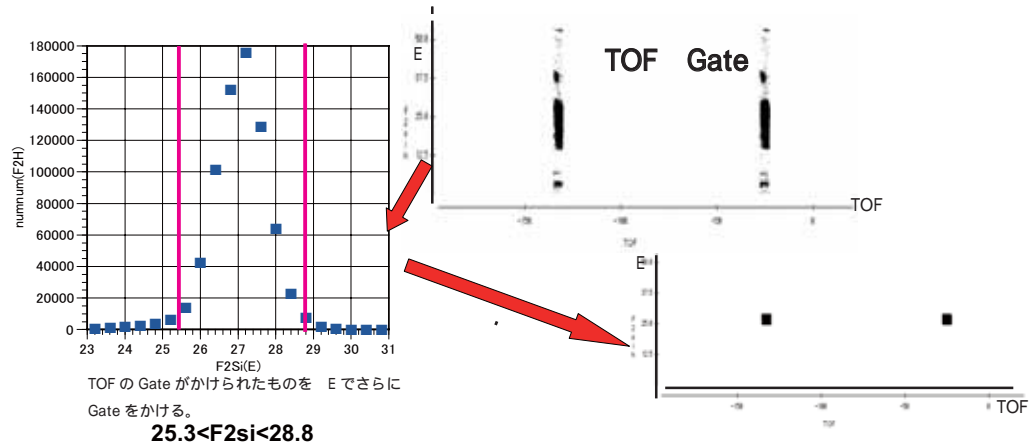 180000
160000
140000
120000
100000
80000
60000
40000
20000
0
numnum(F2H)
23 24 25 26 27 28 29 30 31
F2Si(E)
TOF の Gate がかけられたものを E でさらに
Gate をかける。
25.3<F2si<28.8
E
TOF Gate
TOF
E
TOF